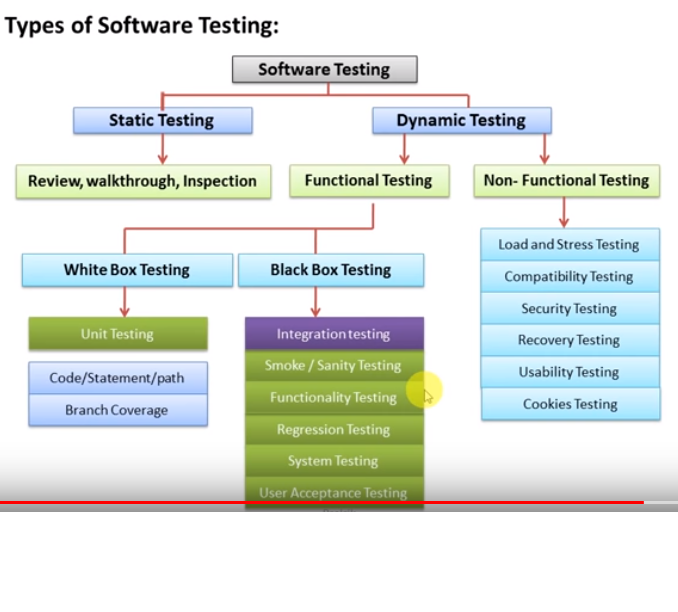 Types of Software Testing:
Software Testing
Static Testing
Dynamic Testing
Review, walkthrough, Inspection
Functional Testing
Non- Functional Testing
White Box Testing
Black Box Testing
Load and Stress Testing
Compatibility Testing
Security Testing
Recovery Testing
Usability Testing
Cookies Testing
Unit Testing
Code/Statement/path
Branch Coverage
Integration testing
Smoke / Sanity Testing
Functionality Testing
Regression Testing
System Testing
User Acceptance Testing